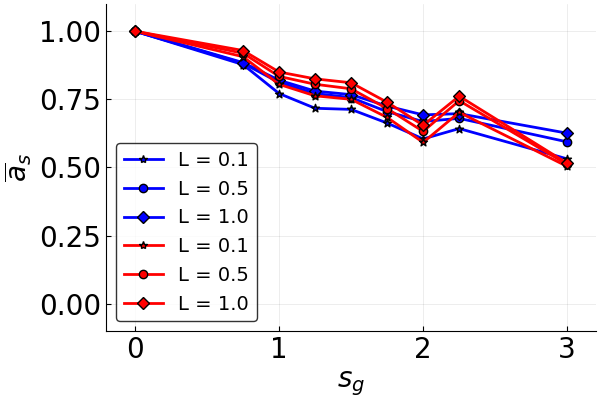 1.00
0.75
0.50
0.25
0.00
a̅ₛ
L = 0.1
L = 0.5
L = 1.0
L = 0.1
L = 0.5
L = 1.0
0 1 2 3
s_g